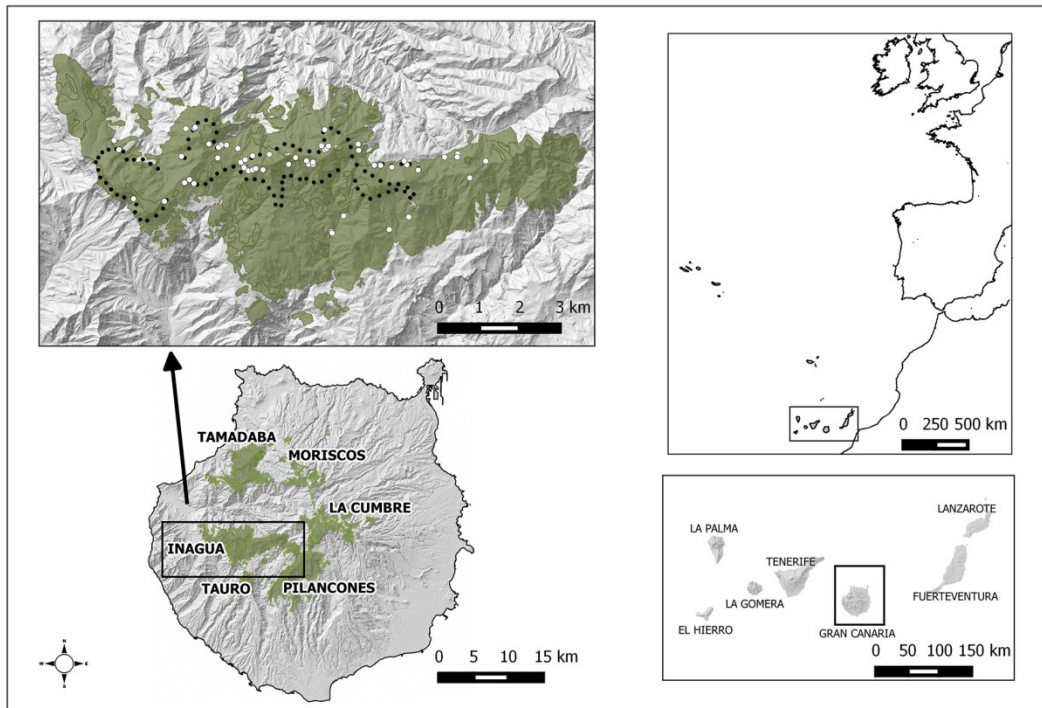 0 1 2 3 km
TAMADABA
MORISCOS
LA CUMBRE
INAGUA
TAURO
PILANCONES
N
W E
S
0 5 10 15 km
0 250 500 km
LANZAROTE
LA PALMA
TENERIFE
FUERTEVENTURA
LA GOMERA
EL HIERRO
GRAN CANARIA
0 50 100 150 km